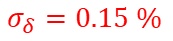 σ_δ = 0.15 %